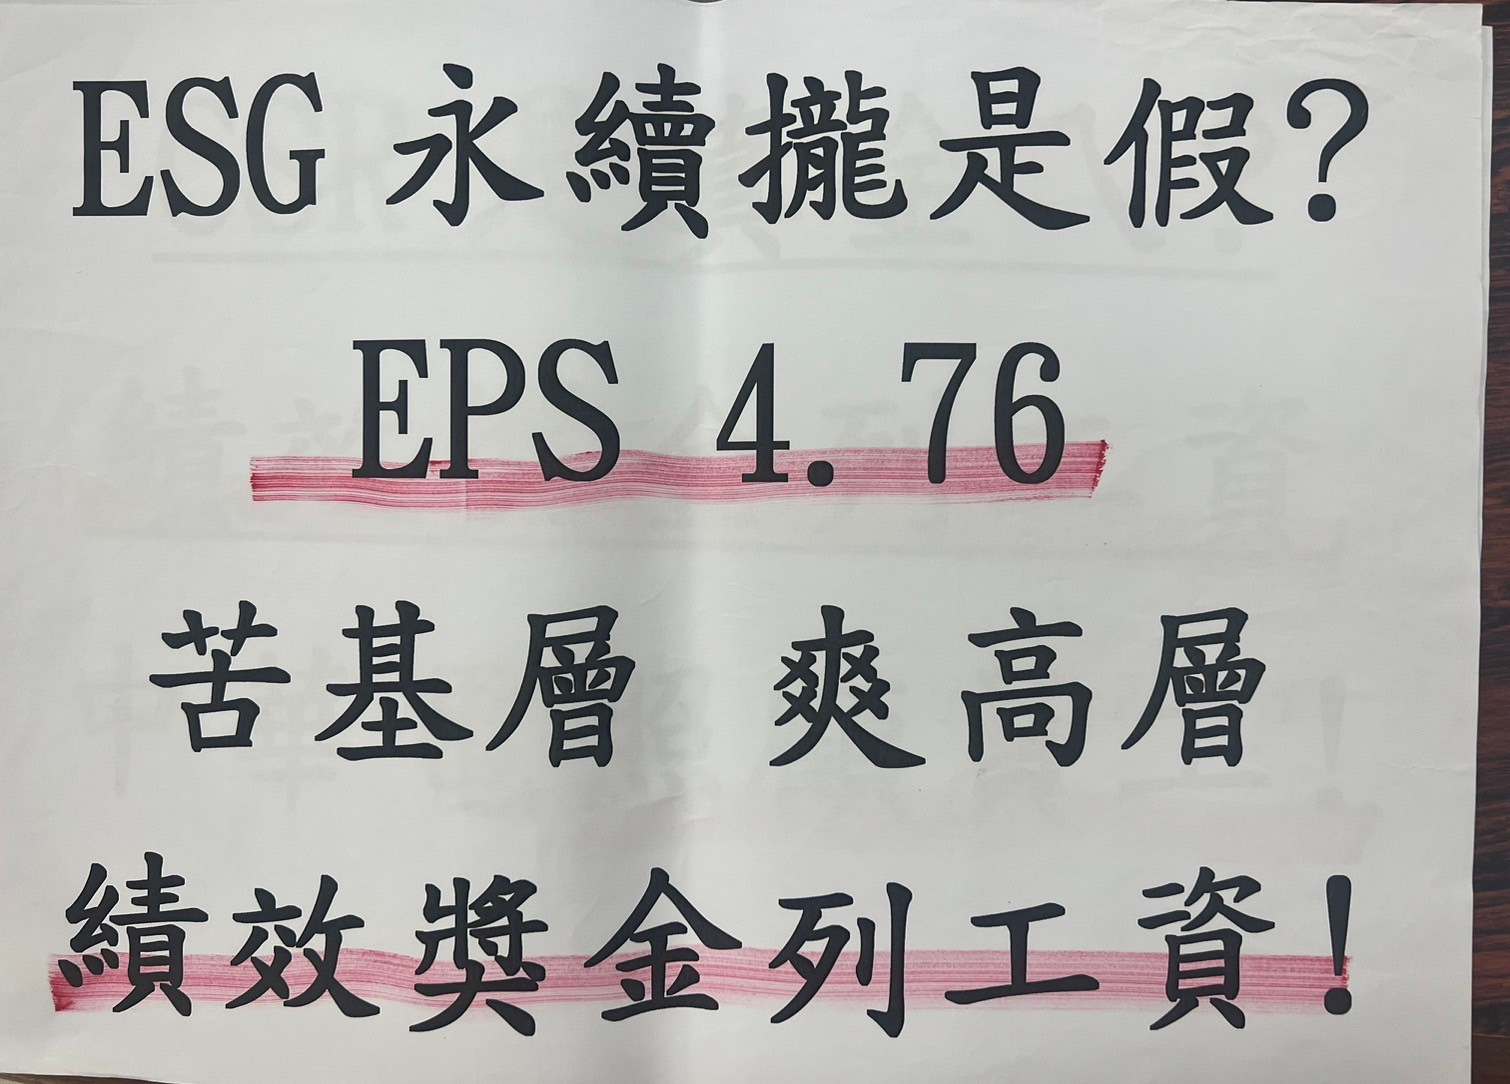 ESG 永續攏是假?
EPS 4.76
苦基層 爽高層
績效獎金列工資!